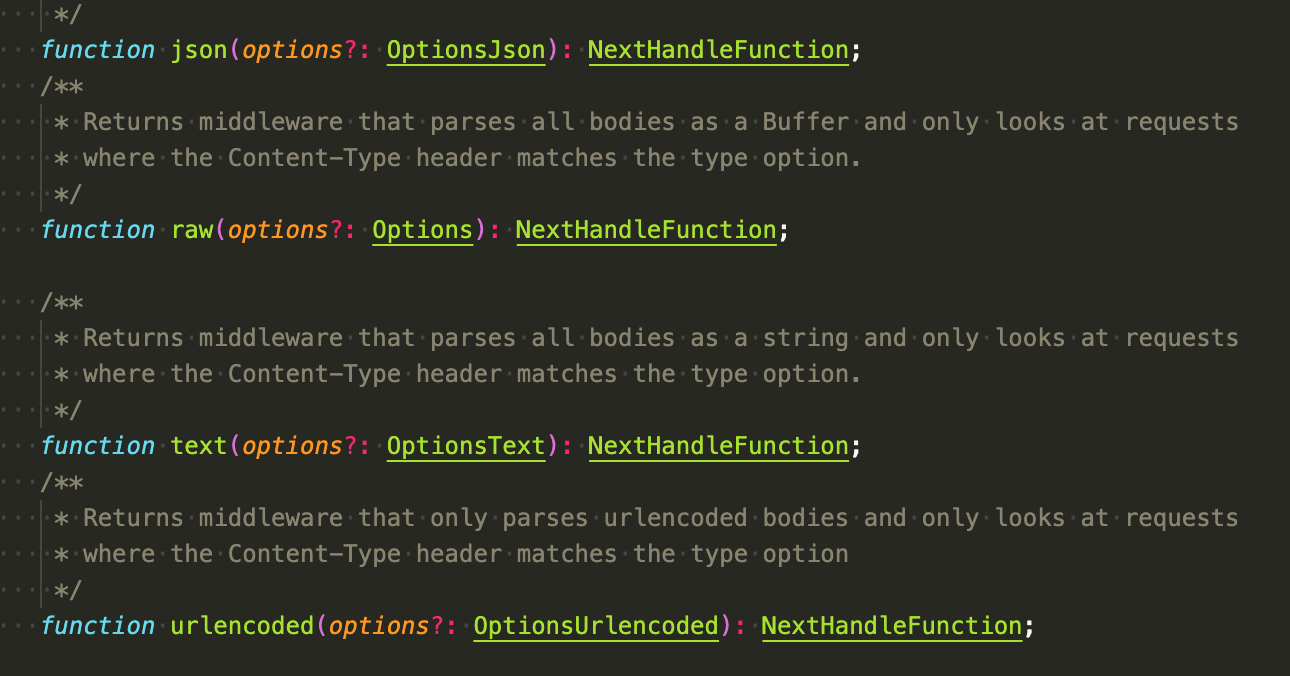 */
function json(options?: OptionsJson): NextHandleFunction;
/**
* Returns middleware that parses all bodies as a Buffer and only looks at requests
* where the Content-Type header matches the type option.
*/
function raw(options?: Options): NextHandleFunction;
/**
* Returns middleware that parses all bodies as a string and only looks at requests
* where the Content-Type header matches the type option.
*/
function text(options?: OptionsText): NextHandleFunction;
/**
* Returns middleware that only parses urlencoded bodies and only looks at requests
* where the Content-Type header matches the type option
*/
function urlencoded(options?: OptionsUrlencoded): NextHandleFunction;